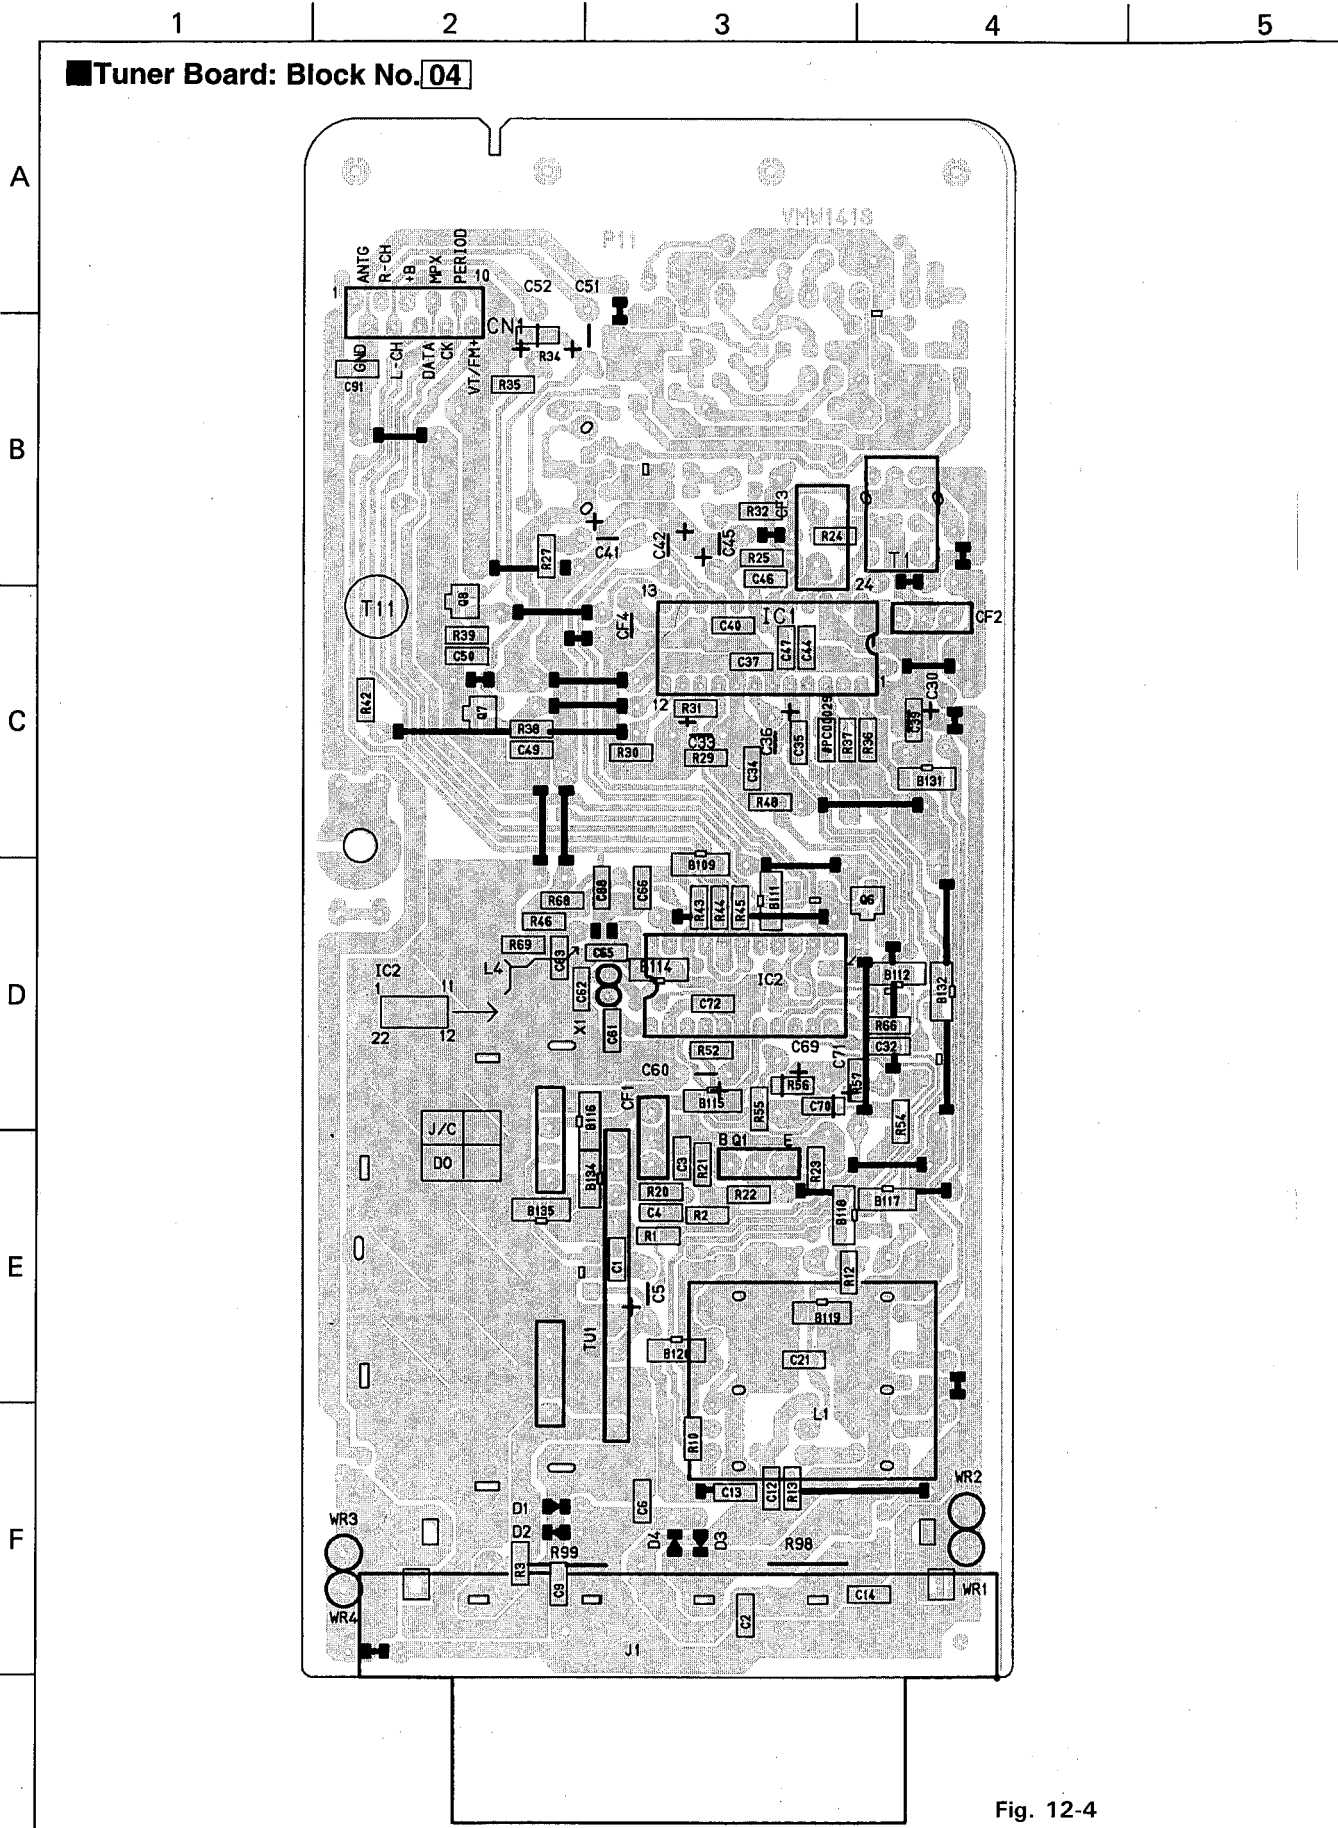 1 2 3 4 5
■Tuner Board: Block No. 04
A
VMW1418
P11
ANTG R-CH +B MPX PERIOD
1 10
C52 C51
CN1
GND L-CH DATA CK VT/FM+
R34
C91
R35
B
CF3
R32
C41 C42 C45 R24
R27 R25 T1
C46 24
13
T11 Q8 CF4 IC1 CF2
C40
R39
C47 C44
C50 C37
1
C30
R42 12 R31
C
Q7 C39
R38 C33 C36 C35 R37 R36
C49 R30 R29
C34 B131
R48
B109
C88 C66 B111
R68 R43 R44 R45 Q6
R46
R69 C63 C65
IC2 L4 B114 IC2 B112
1 11
D
C62 B132
C72
22 12 X1 C61 R66
C69 C71 C32
R52
C60 R56 R57
CF1 B115 R55 C70
B116 R54
J/C
B Q1 E
DO C3 R21 R23
B134 R20 R22 B117
B135 C4 R2 B118
R1
E
C1 R12
C5
B119
TU1 B120
C21
L1
R10
WR2
C13 C12 R13
D1 C6
WR3
F
D2 D4 D3
R99 R98
R3
C9 WR1
C14
WR4 C2
J1
Fig. 12-4